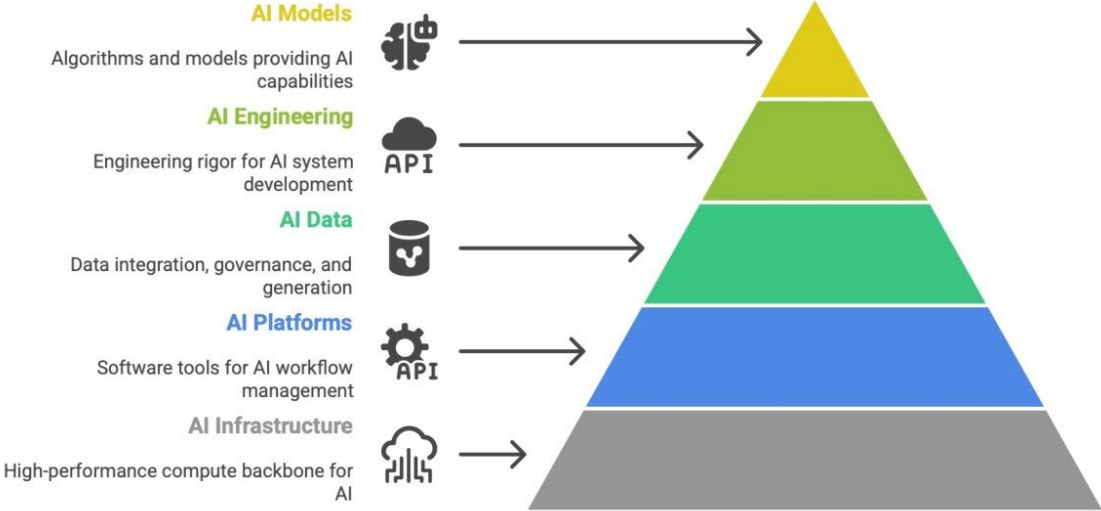 AI Models
Algorithms and models providing AI
capabilities
AI Engineering
API
Engineering rigor for AI system
development
AI Data
Data integration, governance, and
generation
AI Platforms
Software tools for AI workflow
management
API
AI Infrastructure
High-performance compute backbone for
AI